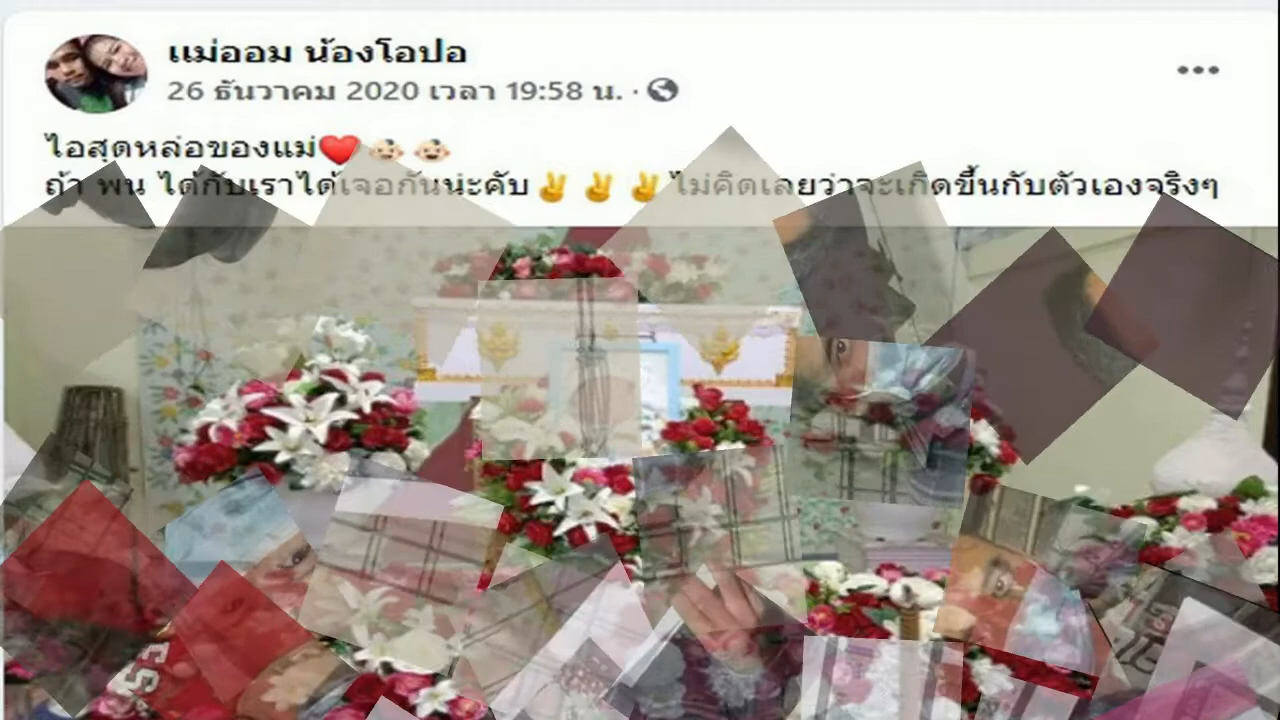 แม่ออม น้องโอปอ
26 ธันวาคม 2020 เวลา 19:58 น.
ไอสุดหล่อของแม่❤️👶🏻👶🏻
ถ้า พน ได้กับเราได้เจอกันน่ะคับ✌️✌️✌️ไม่คิดเลยว่าจะเกิดขึ้นกับตัวเองจริงๆ